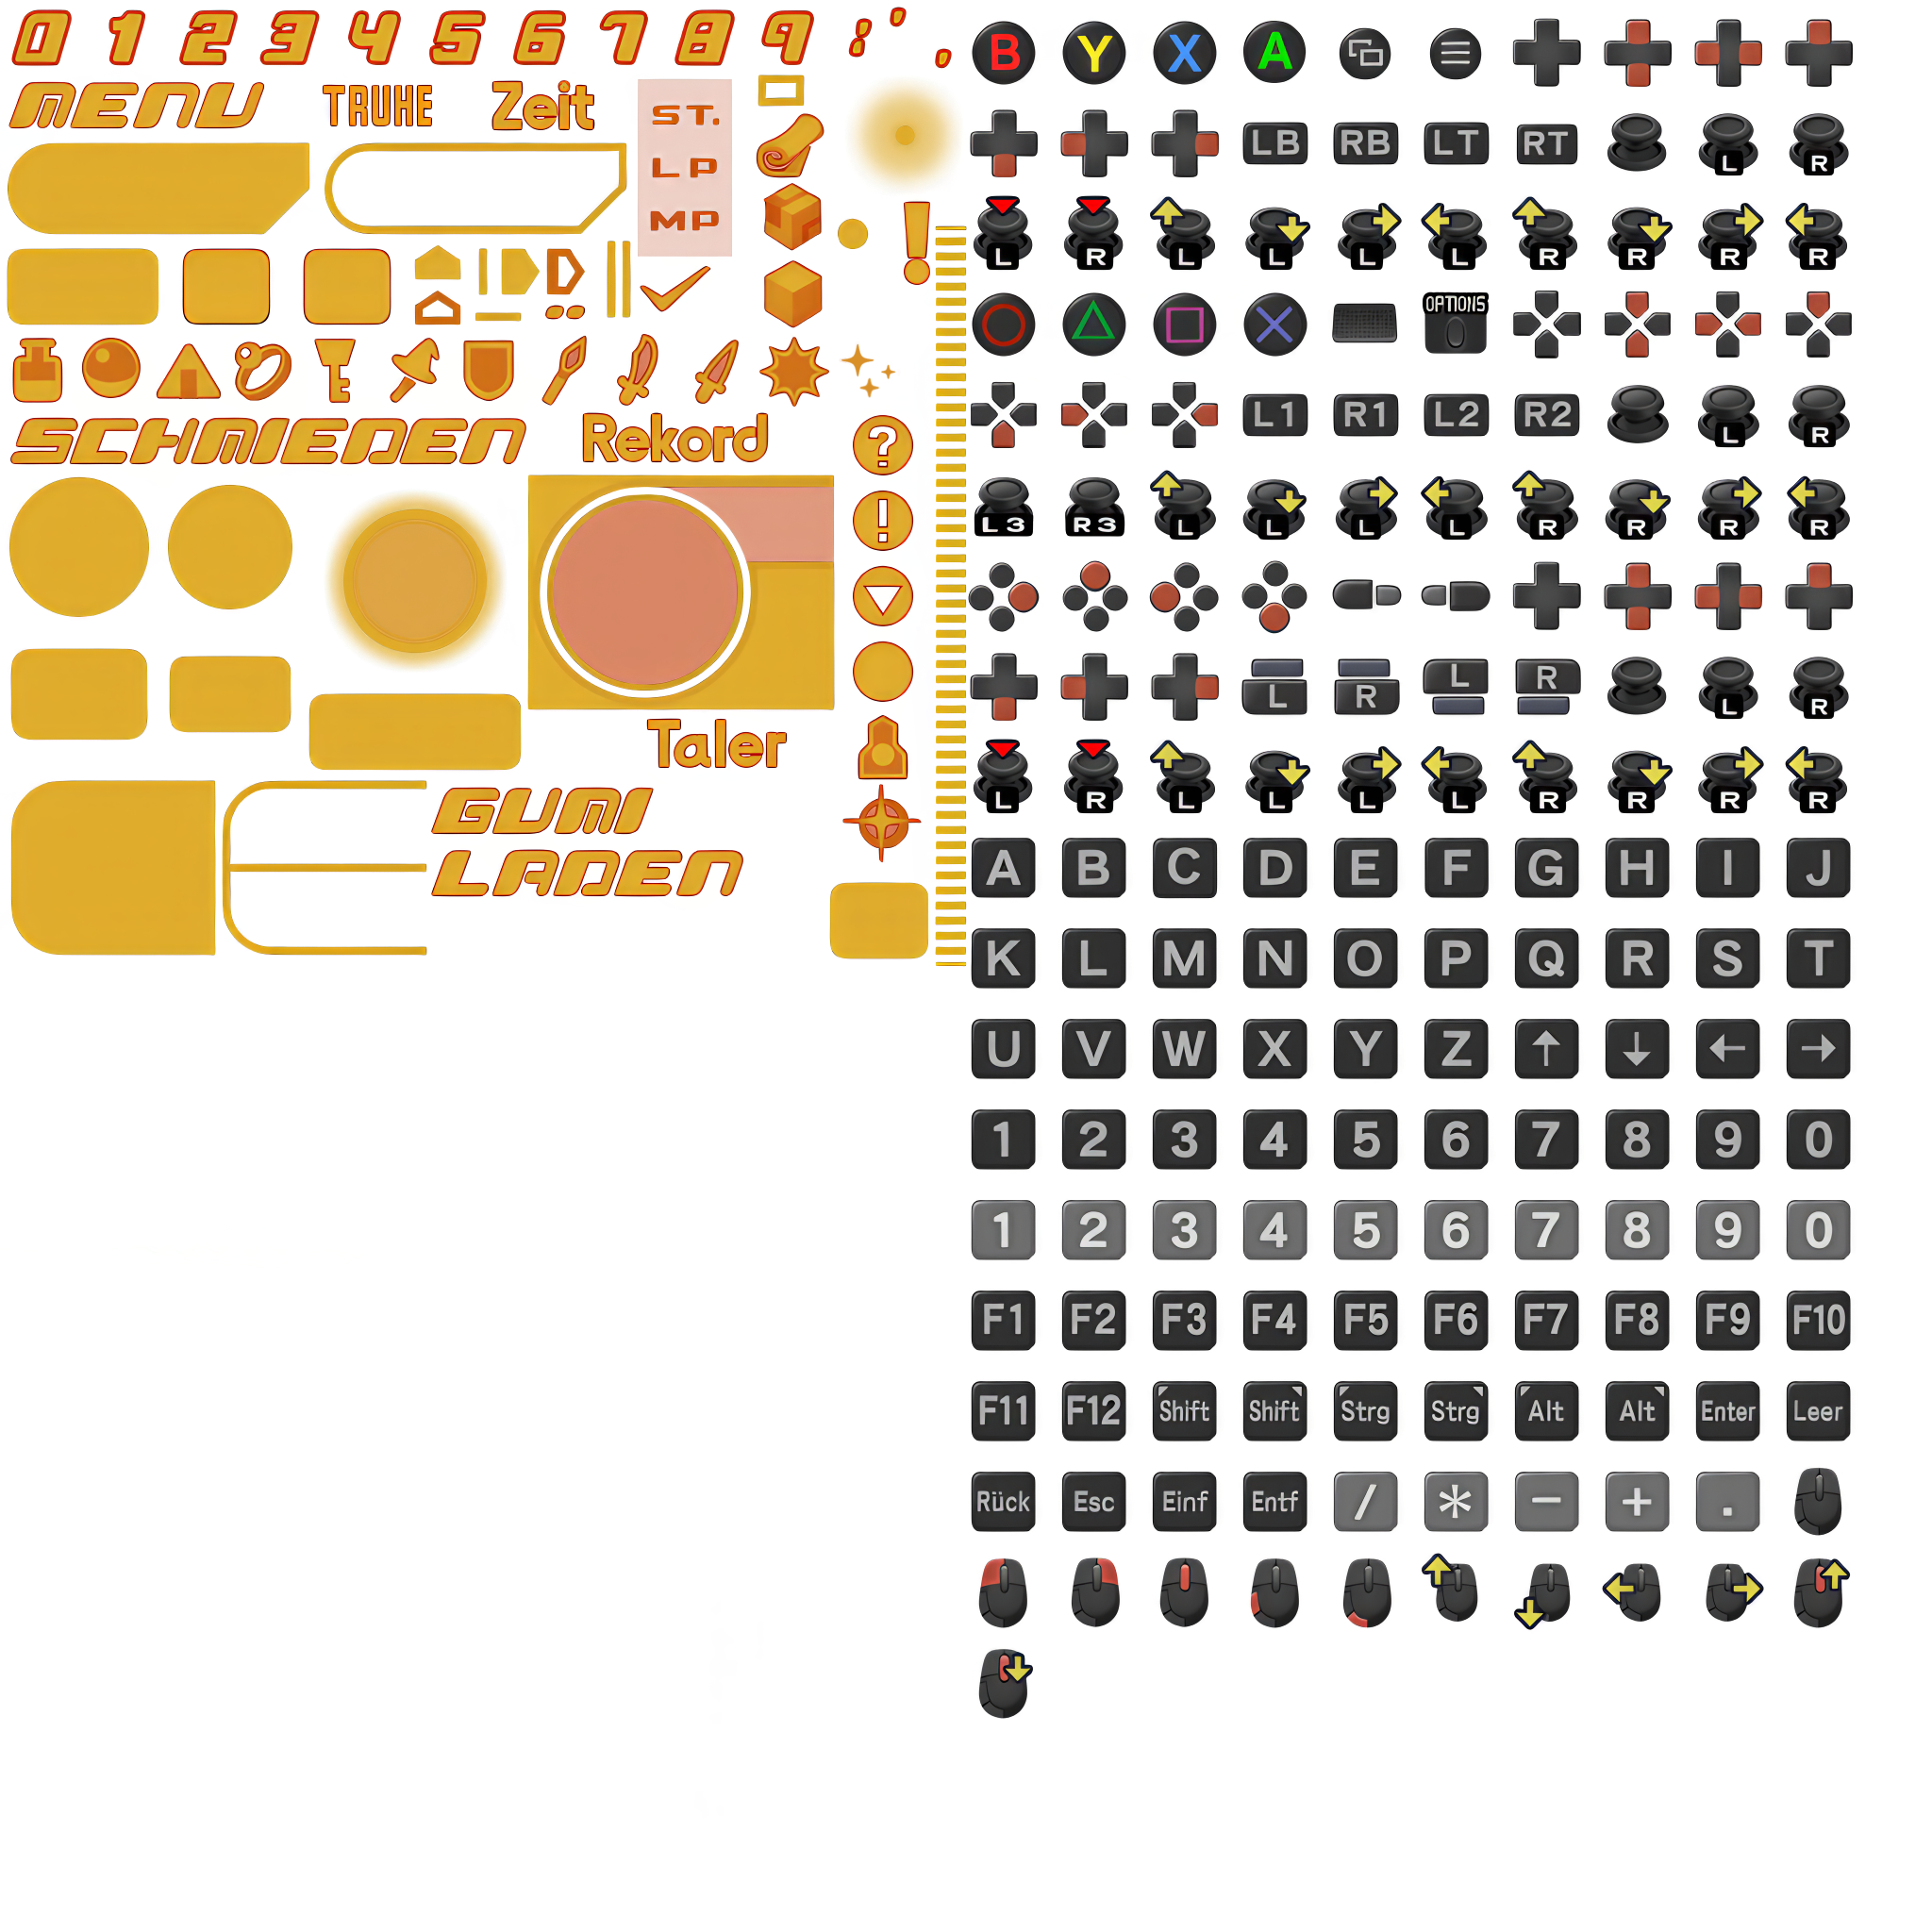 0 1 2 3 4 5 6 7 8 9 : ' ,
MENU
TRUHE
Zeit
ST.
LP
MP
!
SCHMIEDEN
Rekord
?
!
Taler
GUMI
LADEN
B Y X A
LB RB LT RT L R
L R L L L L R R R R
OPTIONS
L1 R1 L2 R2 L R
L3 R3 L L L L R R R R
L R L R L R
L R L L L L R R R R
A B C D E F G H I J
K L M N O P Q R S T
U V W X Y Z ↑ ↓ ← →
1 2 3 4 5 6 7 8 9 0
1 2 3 4 5 6 7 8 9 0
F1 F2 F3 F4 F5 F6 F7 F8 F9 F10
F11 F12 Shift Shift Strg Strg Alt Alt Enter Leer
Rück Esc Einf Entf / * - + .